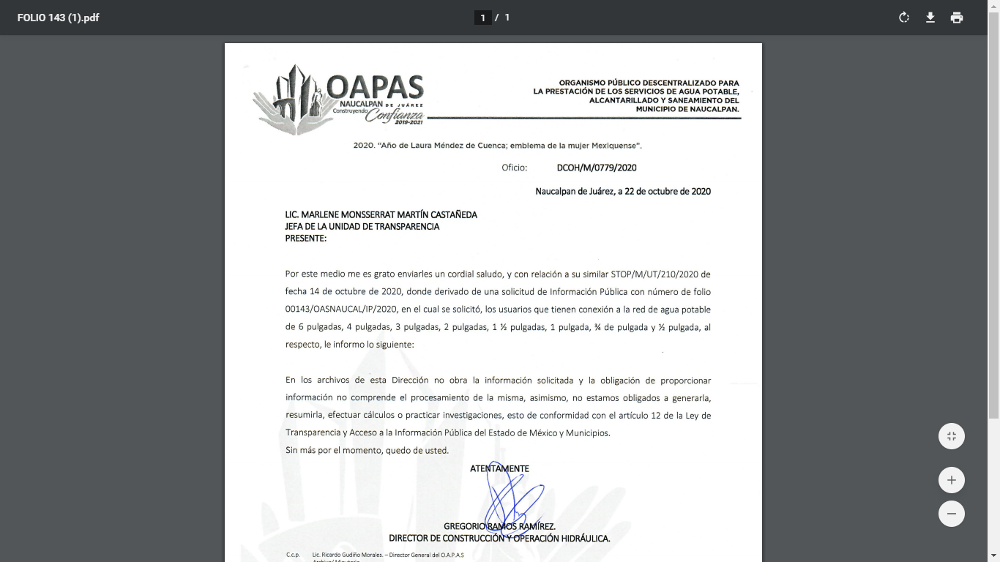 FOLIO 143 (1).pdf
1 / 1
OAPAS
NAUCALPAN DE JUÁREZ
Construyendo Confianza
2019-2021
ORGANISMO PÚBLICO DESCENTRALIZADO PARA
LA PRESTACIÓN DE LOS SERVICIOS DE AGUA POTABLE,
ALCANTARILLADO Y SANEAMIENTO DEL
MUNICIPIO DE NAUCALPAN.
2020. “Año de Laura Méndez de Cuenca; emblema de la mujer Mexiquense”.
Oficio: DCOH/M/0779/2020
Naucalpan de Juárez, a 22 de octubre de 2020
LIC. MARLENE MONSSERRAT MARTÍN CASTAÑEDA
JEFA DE LA UNIDAD DE TRANSPARENCIA
PRESENTE:
Por este medio me es grato enviarles un cordial saludo, y con relación a su similar STOP/M/UT/210/2020 de
fecha 14 de octubre de 2020, donde derivado de una solicitud de Información Pública con número de folio
00143/OASNAUCAL/IP/2020, en el cual se solicitó, los usuarios que tienen conexión a la red de agua potable
de 6 pulgadas, 4 pulgadas, 3 pulgadas, 2 pulgadas, 1 ½ pulgadas, 1 pulgada, ¾ de pulgada y ½ pulgada, al
respecto, le informo lo siguiente:
En los archivos de esta Dirección no obra la información solicitada y la obligación de proporcionar
información no comprende el procesamiento de la misma, asimismo, no estamos obligados a generarla,
resumirla, efectuar cálculos o practicar investigaciones, esto de conformidad con el artículo 12 de la Ley de
Transparencia y Acceso a la Información Pública del Estado de México y Municipios.
Sin más por el momento, quedo de usted.
ATENTAMENTE
GREGORIO RAMOS RAMÍREZ.
DIRECTOR DE CONSTRUCCIÓN Y OPERACIÓN HIDRÁULICA.
C.c.p. Lic. Ricardo Gudiño Morales. – Director General del O.A.P.A.S
Archivo/ Minutario